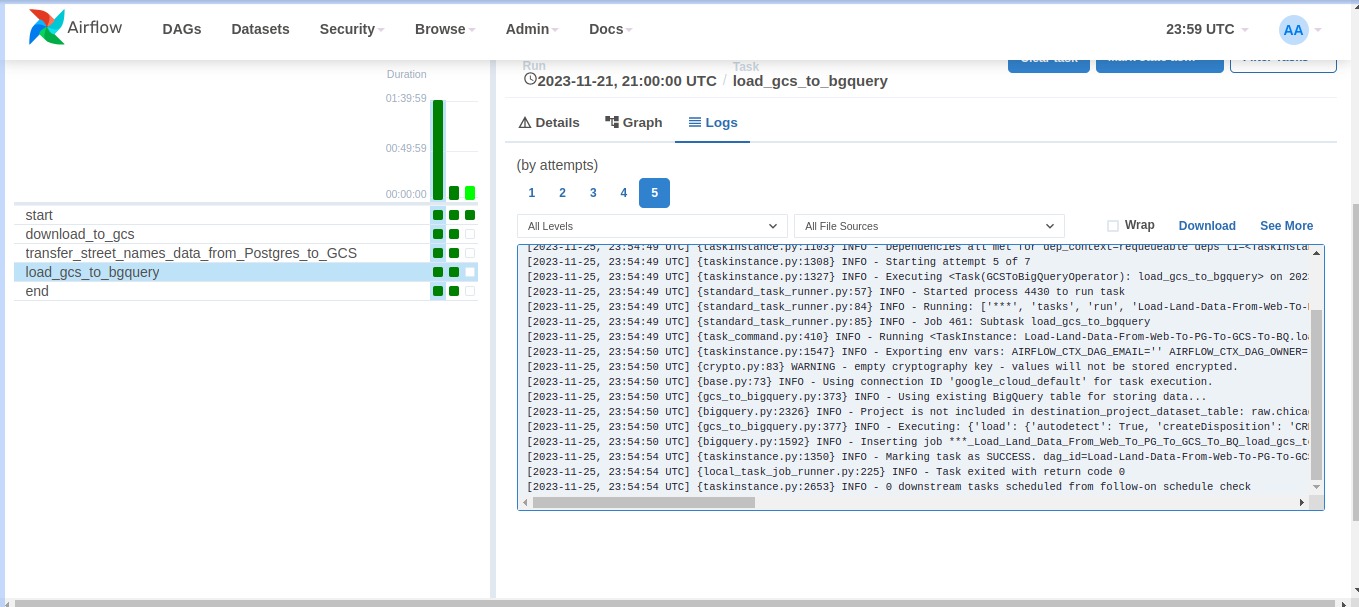 Airflow DAGs Datasets Security Browse Admin Docs 23:59 UTC AA
Duration
01:39:59
00:49:59
00:00:00
start
download_to_gcs
transfer_street_names_data_from_Postgres_to_GCS
load_gcs_to_bgquery
end
Run Task
2023-11-21, 21:00:00 UTC / load_gcs_to_bgquery
Details Graph Logs
(by attempts)
1 2 3 4 5
All Levels All File Sources Wrap Download See More
[2023-11-25, 23:54:49 UTC] {taskinstance.py:1103} INFO - Dependencies all met for dep_context=requeueable deps ti=<TaskInsta
[2023-11-25, 23:54:49 UTC] {taskinstance.py:1308} INFO - Starting attempt 5 of 7
[2023-11-25, 23:54:49 UTC] {taskinstance.py:1327} INFO - Executing <Task(GCSToBigQueryOperator): load_gcs_to_bgquery> on 202
[2023-11-25, 23:54:49 UTC] {standard_task_runner.py:57} INFO - Started process 4430 to run task
[2023-11-25, 23:54:49 UTC] {standard_task_runner.py:84} INFO - Running: ['***', 'tasks', 'run', 'Load-Land-Data-From-Web-To-
[2023-11-25, 23:54:49 UTC] {standard_task_runner.py:85} INFO - Job 461: Subtask load_gcs_to_bgquery
[2023-11-25, 23:54:49 UTC] {task_command.py:410} INFO - Running <TaskInstance: Load-Land-Data-From-Web-To-PG-To-GCS-To-BQ.lo
[2023-11-25, 23:54:50 UTC] {taskinstance.py:1547} INFO - Exporting env vars: AIRFLOW_CTX_DAG_EMAIL='' AIRFLOW_CTX_DAG_OWNER=
[2023-11-25, 23:54:50 UTC] {crypto.py:83} WARNING - empty cryptography key - values will not be stored encrypted.
[2023-11-25, 23:54:50 UTC] {base.py:73} INFO - Using connection ID 'google_cloud_default' for task execution.
[2023-11-25, 23:54:50 UTC] {gcs_to_bigquery.py:373} INFO - Using existing BigQuery table for storing data...
[2023-11-25, 23:54:50 UTC] {bigquery.py:2326} INFO - Project is not included in destination_project_dataset_table: raw.chica
[2023-11-25, 23:54:50 UTC] {gcs_to_bigquery.py:377} INFO - Executing: {'load': {'autodetect': True, 'createDisposition': 'CR
[2023-11-25, 23:54:50 UTC] {bigquery.py:1592} INFO - Inserting job ***_Load_Land_Data_From_Web_To_PG_To_GCS_To_BQ_load_gcs_t
[2023-11-25, 23:54:54 UTC] {taskinstance.py:1350} INFO - Marking task as SUCCESS. dag_id=Load-Land-Data-From-Web-To-PG-To-GC
[2023-11-25, 23:54:54 UTC] {local_task_job_runner.py:225} INFO - Task exited with return code 0
[2023-11-25, 23:54:54 UTC] {taskinstance.py:2653} INFO - 0 downstream tasks scheduled from follow-on schedule check